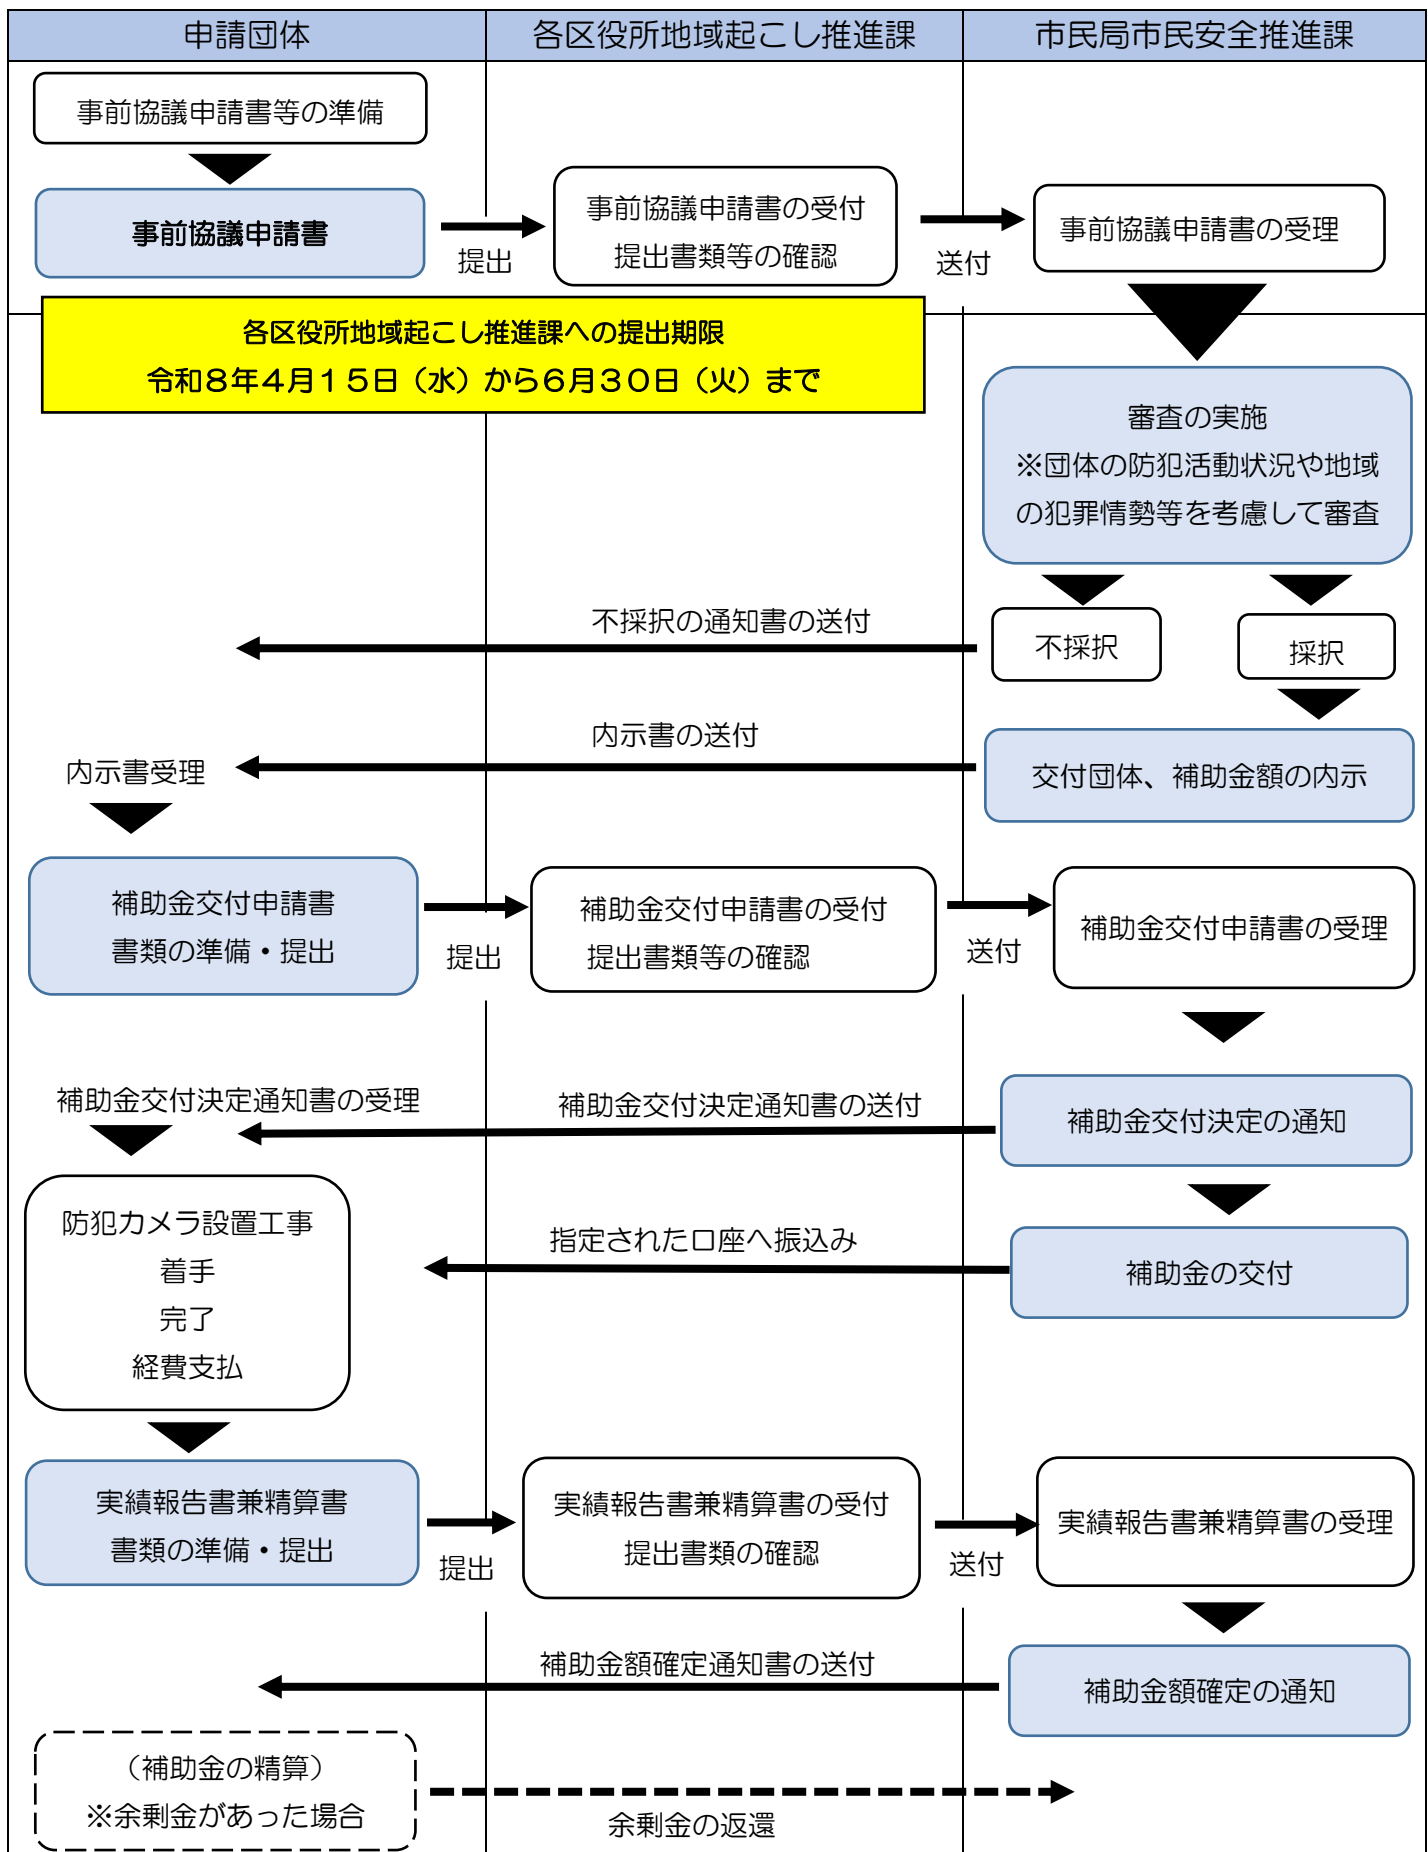 申請団体
各区役所地域起こし推進課
市民局市民安全推進課
事前協議申請書等の準備
事前協議申請書
提出
事前協議申請書の受付
提出書類等の確認
送付
事前協議申請書の受理
各区役所地域起こし推進課への提出期限
令和８年４月１５日（水）から６月３０日（火）まで
審査の実施
※団体の防犯活動状況や地域
の犯罪情勢等を考慮して審査
不採択の通知書の送付
不採択
採択
内示書の送付
内示書受理
交付団体、補助金額の内示
補助金交付申請書
書類の準備・提出
提出
補助金交付申請書の受付
提出書類等の確認
送付
補助金交付申請書の受理
補助金交付決定通知書の受理
補助金交付決定通知書の送付
補助金交付決定の通知
防犯カメラ設置工事
着手
完了
経費支払
指定された口座へ振込み
補助金の交付
実績報告書兼精算書
書類の準備・提出
提出
実績報告書兼精算書の受付
提出書類の確認
送付
実績報告書兼精算書の受理
補助金額確定通知書の送付
補助金額確定の通知
（補助金の精算）
※余剰金があった場合
余剰金の返還